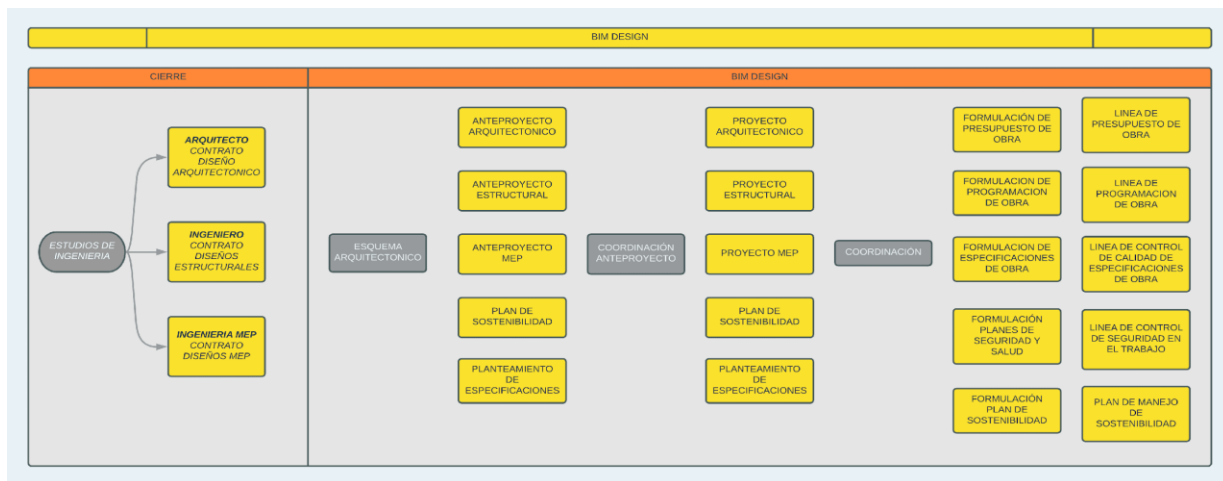 BIM DESIGN
CIERRE
BIM DESIGN
ESTUDIOS DE
INGENIERIA
ARQUITECTO
CONTRATO
DISEÑO
ARQUITECTONICO
INGENIERO
CONTRATO
DISEÑOS
ESTRUCTURALES
INGENIERIA MEP
CONTRATO
DISEÑOS MEP
ESQUEMA
ARQUITECTONICO
ANTEPROYECTO
ARQUITECTONICO
ANTEPROYECTO
ESTRUCTURAL
ANTEPROYECTO
MEP
PLAN DE
SOSTENIBILIDAD
PLANTEAMIENTO
DE
ESPECIFICACIONES
COORDINACIÓN
ANTEPROYECTO
PROYECTO
ARQUITECTONICO
PROYECTO
ESTRUCTURAL
PROYECTO MEP
PLAN DE
SOSTENIBILIDAD
PLANTEAMIENTO
DE
ESPECIFICACIONES
COORDINACIÓN
FORMULACIÓN DE
PRESUPUESTO DE
OBRA
FORMULACION DE
PROGRAMACION
DE OBRA
FORMULACION DE
ESPECIFICACIONES
DE OBRA
FORMULACIÓN
PLANES DE
SEGURIDAD Y
SALUD
FORMULACIÓN
PLAN DE
SOSTENIBILIDAD
LINEA DE
PRESUPUESTO DE
OBRA
LINEA DE
PROGRAMACION
DE OBRA
LINEA DE CONTROL
DE CALIDAD DE
ESPECIFICACIONES
DE OBRA
LINEA DE CONTROL
DE SEGURIDAD EN
EL TRABAJO
PLAN DE MANEJO
DE
SOSTENIBILIDAD